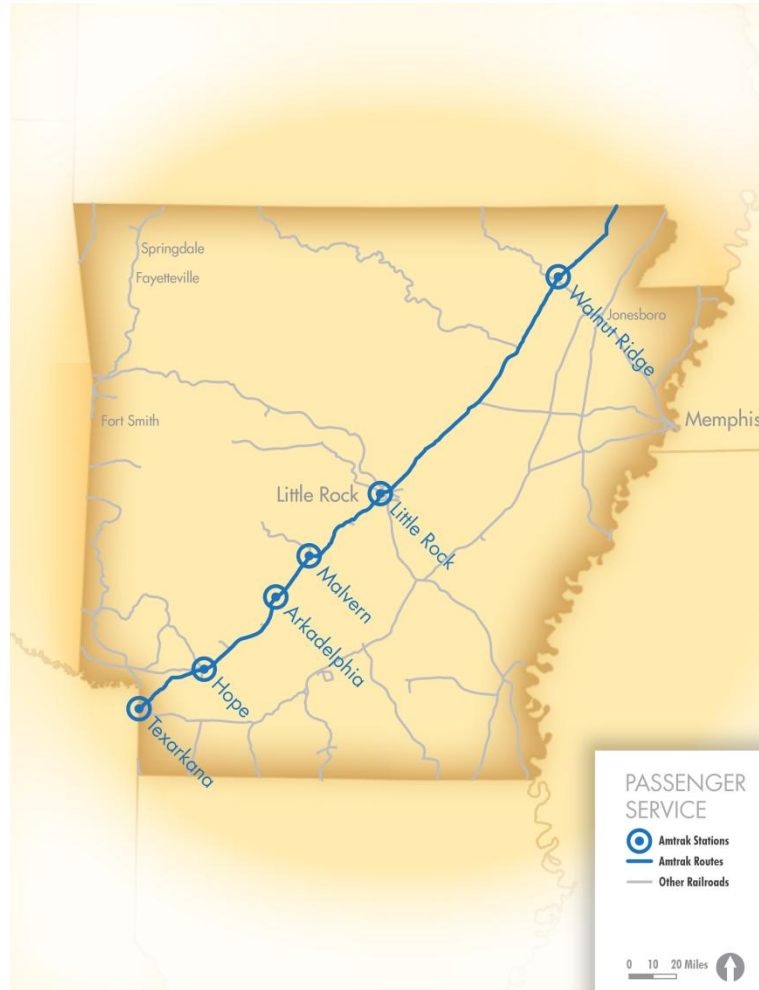 Springdale
Fayetteville
Walnut Ridge
Jonesboro
Fort Smith
Memphis
Little Rock
Little Rock
Malvern
Arkadelphia
Hope
Texarkana
PASSENGER
SERVICE
Amtrak Stations
Amtrak Routes
Other Railroads
0 10 20 Miles